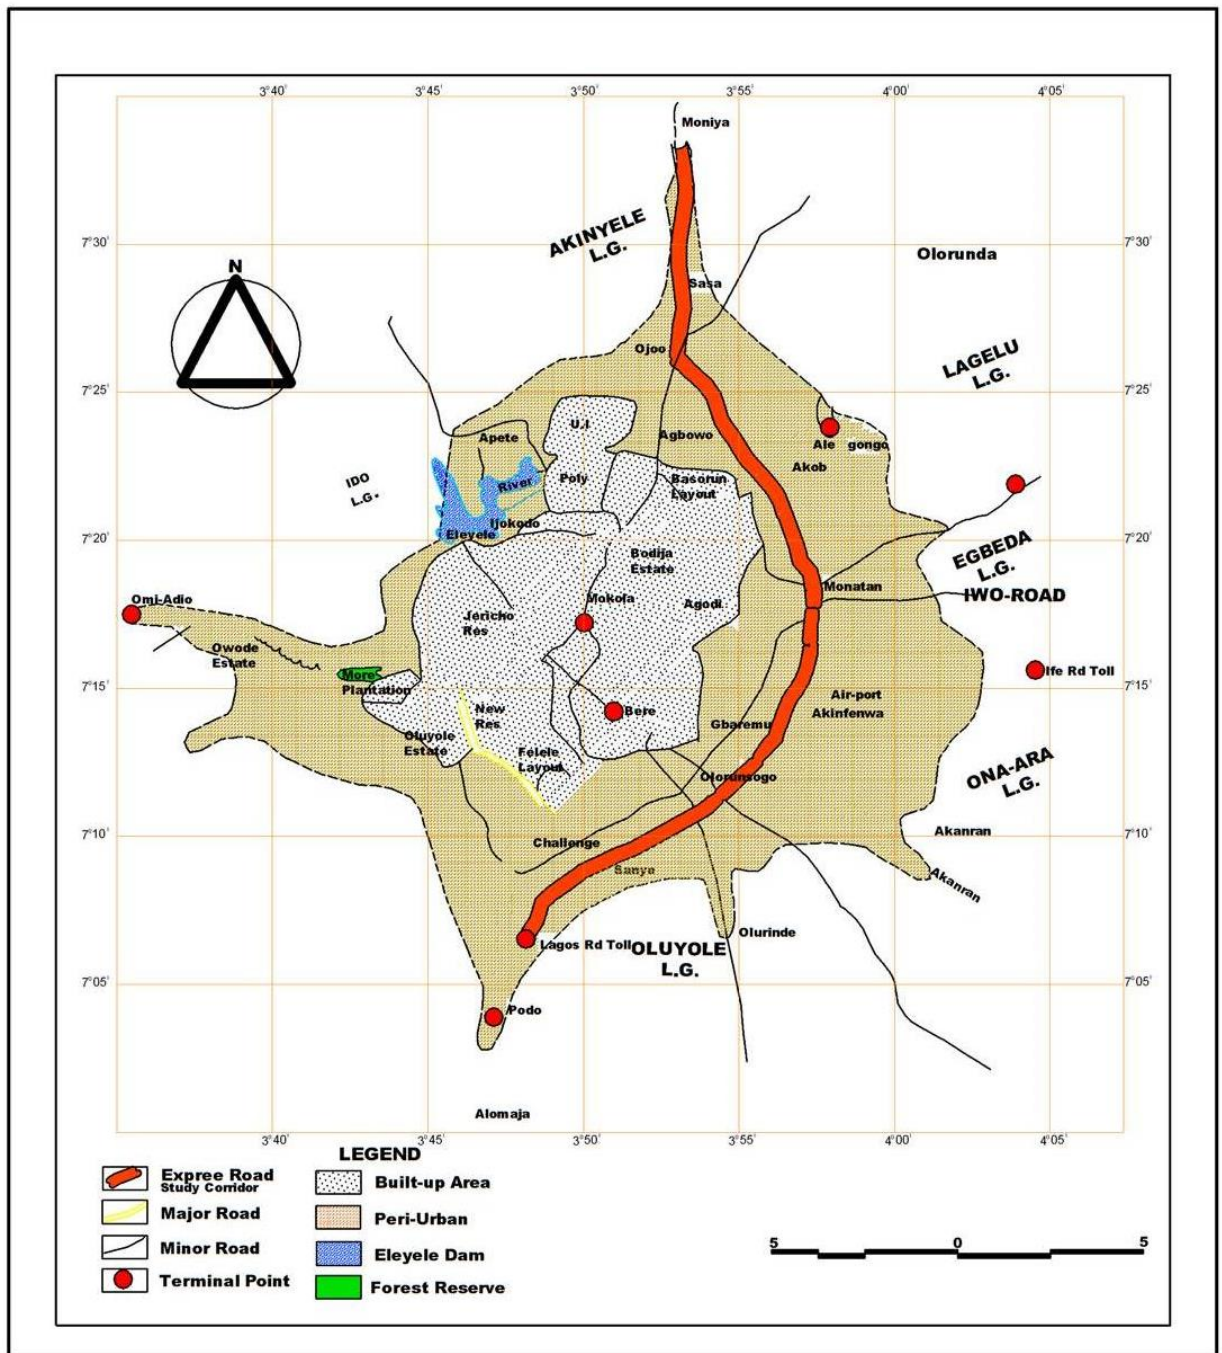 3°40' 3°45' 3°50' 3°55' 4°00' 4°05'
Moniya
AKINYELE
L.G.
7°30' 7°30'
Olorunda
N
Sasa
Ojoo
LAGELU
L.G.
7°25' 7°25'
U.I
Apete
Agbowo
Ale gongo
Akob
IDO
L.G.
River
Poly
Basorun
Layout
Ijokodo
Eleyele
7°20' 7°20'
Bodija
Estate
EGBEDA
L.G.
Monatan
IWO-ROAD
Omi-Adio
Mokola
Agodi
Jericho
Res
Owode
Estate
Ife Rd Toll
More
Plantation
7°15' 7°15'
Air-port
Akinfenwa
New
Res
Bere
Gbaremu
Oluyole
Estate
Felele
Layout
Olorunsogo
ONA-ARA
L.G.
7°10' 7°10'
Akanran
Challenge
Sanyo
Akanran
Olurinde
Lagos Rd Toll
OLUYOLE
L.G.
7°05' 7°05'
Podo
Alomaja
3°40' 3°45' 3°50' 3°55' 4°00' 4°05'
LEGEND
Expree Road
Study Corridor
Major Road
Minor Road
Terminal Point
Built-up Area
Peri-Urban
Eleyele Dam
Forest Reserve
5 0 5